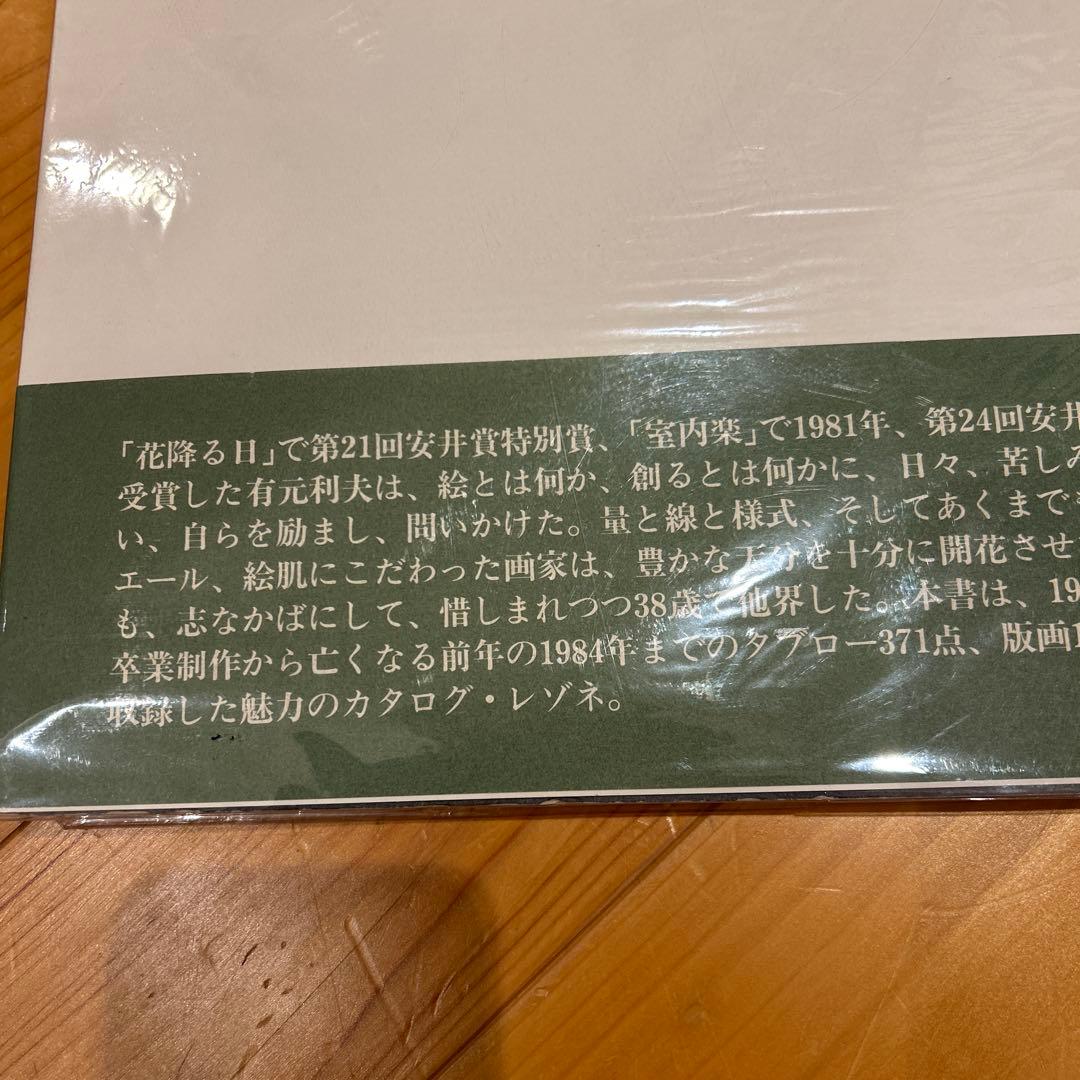 「花降る日」で第21回安井賞特別賞、「室内楽」で1981年、第24回安井
受賞した有元利夫は、絵とは何か、創るとは何かに、日々、苦しみ
い、自らを励まし、問いかけた。量と線と様式、そしてあくまで
エール、絵肌にこだわった画家は、豊かな天分を十分に開花させ
も、志なかばにして、惜しまれつつ38歳で他界した。本書は、19
卒業制作から亡くなる前年の1984年までのタブロー371点、版画1
収録した魅力のカタログ・レゾネ。